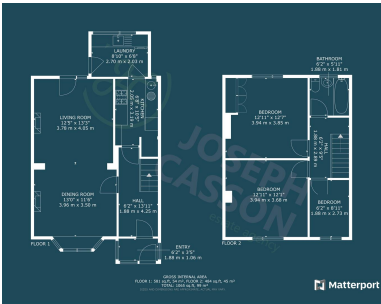 LAUNDRY
8'10" x 6'8"
2.70 m x 2.03 m
KITCHEN
LIVING ROOM
12'5" x 13'3"
3.78 m x 4.05 m
DINING ROOM
13'0" x 11'6"
3.96 m x 3.50 m
HALL
6'2" x 13'11"
1.88 m x 4.25 m
ENTRY
6'2" x 3'5"
1.88 m x 1.06 m
FLOOR 1
BATHROOM
6'2" x 5'11"
1.88 m x 1.81 m
BEDROOM
12'11" x 12'7"
3.94 m x 3.85 m
HALL
BEDROOM
12'11" x 12'1"
3.94 m x 3.68 m
BEDROOM
6'2" x 8'11"
1.88 m x 2.73 m
FLOOR 2
JOSEPH
CASSON
GROSS INTERNAL AREA
Matterport